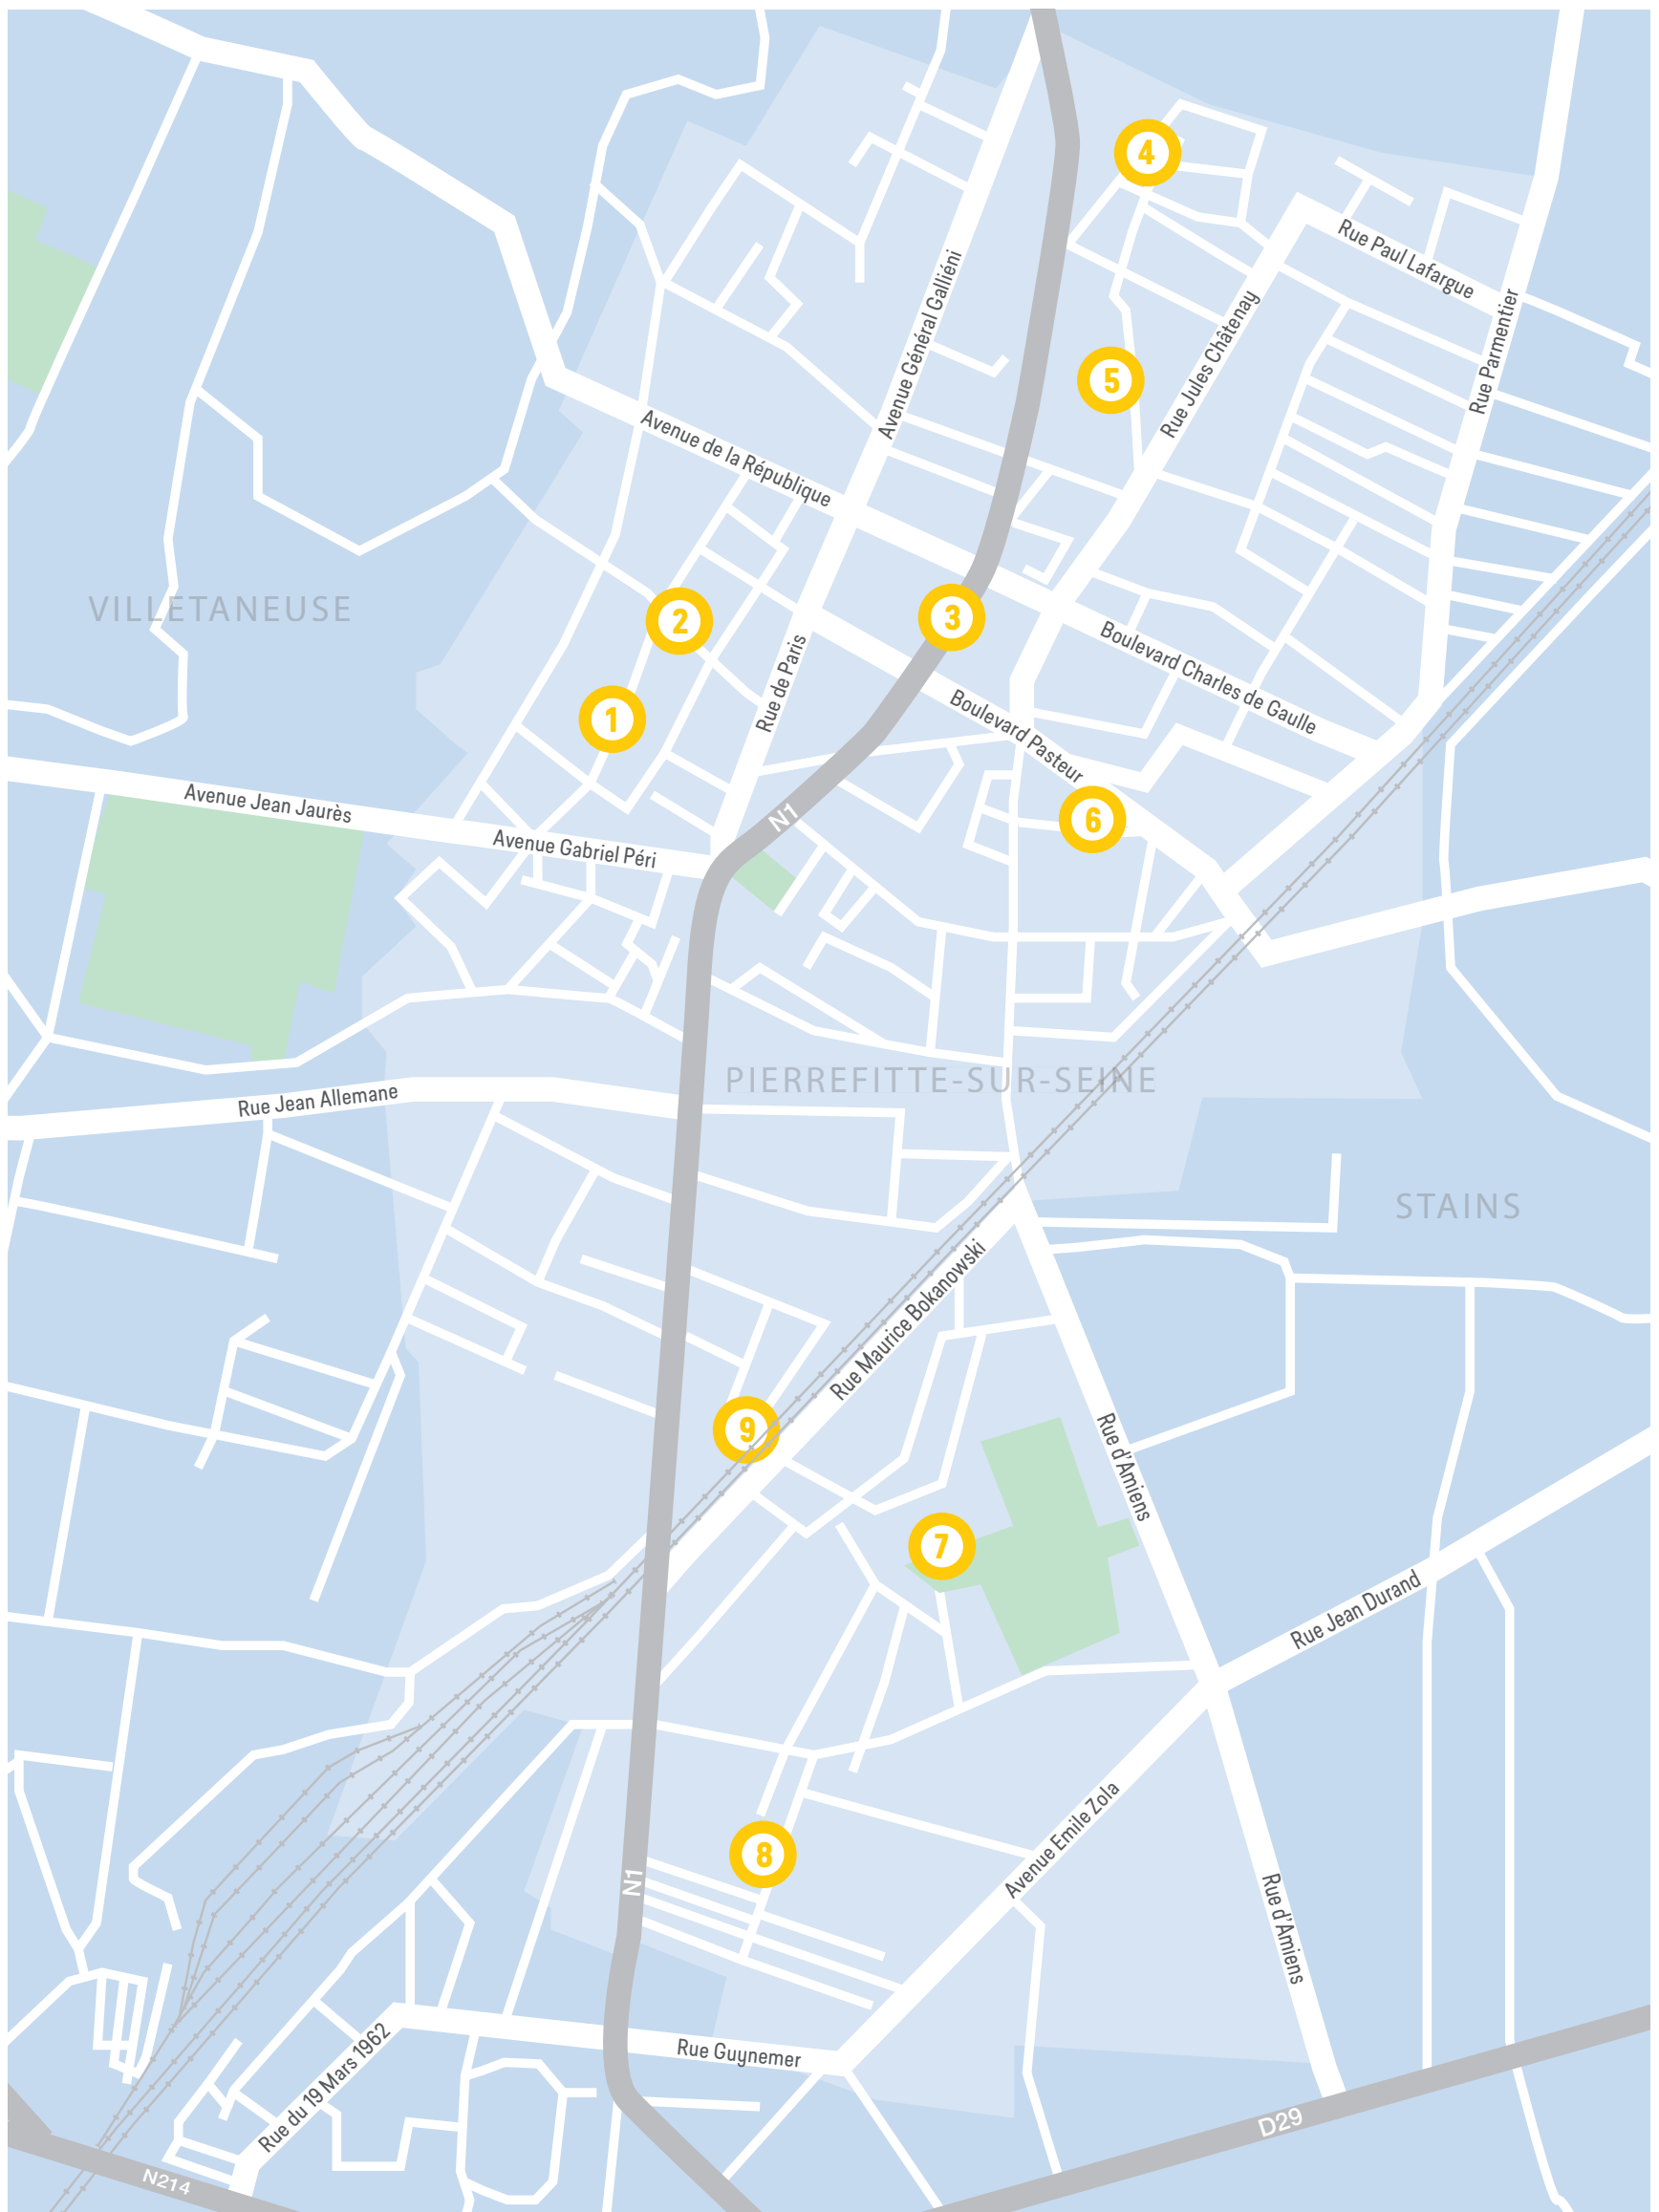 4
Rue Paul Lafargue
Avenue Général Galliéni
Rue Jules Châtenay
Rue Parmentier
5
Avenue de la République
VILLETANEUSE
2
3
1
Rue de Paris
Boulevard Charles de Gaulle
Boulevard Pasteur
Avenue Jean Jaurès
Avenue Gabriel Péri
N1
6
PIERREFITTE-SUR-SEINE
Rue Jean Allemane
STAINS
Rue Maurice Bokanowski
9
Rue d'Amiens
7
Rue Jean Durand
8
Avenue Emile Zola
N1
Rue d'Amiens
Rue Guynemer
Rue du 19 Mars 1962
D29
N214